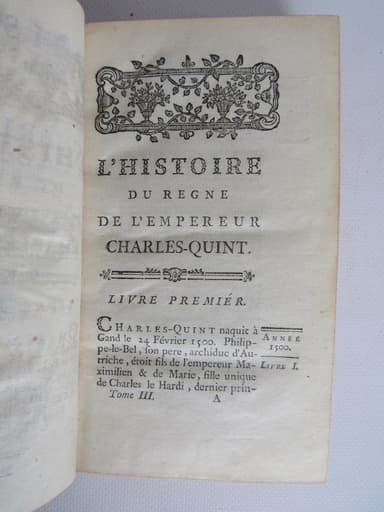 L'HISTOIRE
DU REGNE
DE L'EMPEREUR
CHARLES-QUINT.
LIVRE PREMIÉR.
CHARLES-QUINT naquit à
Gand le 24 Février 1500. Philip-
pe-le-Bel, ſon pere, archiduc d'Au-
triche, étoit fils de l'empereur Ma-
ximilien & de Marie, fille unique
de Charles le Hardi, dernier prin-
Tome III. A
ANNÉE
1500.
LIVRE I.